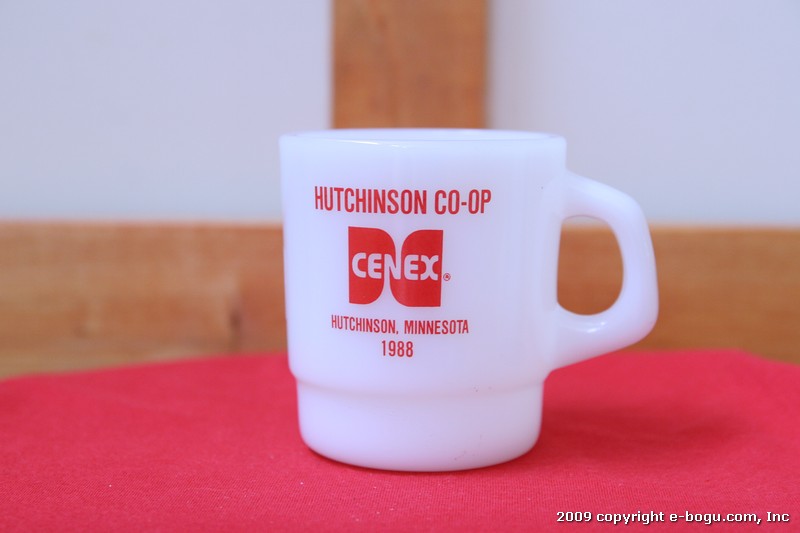 HUTCHINSON CO-OP
CENEX®
HUTCHINSON, MINNESOTA
1988
2009 copyright e-bogu.com, Inc